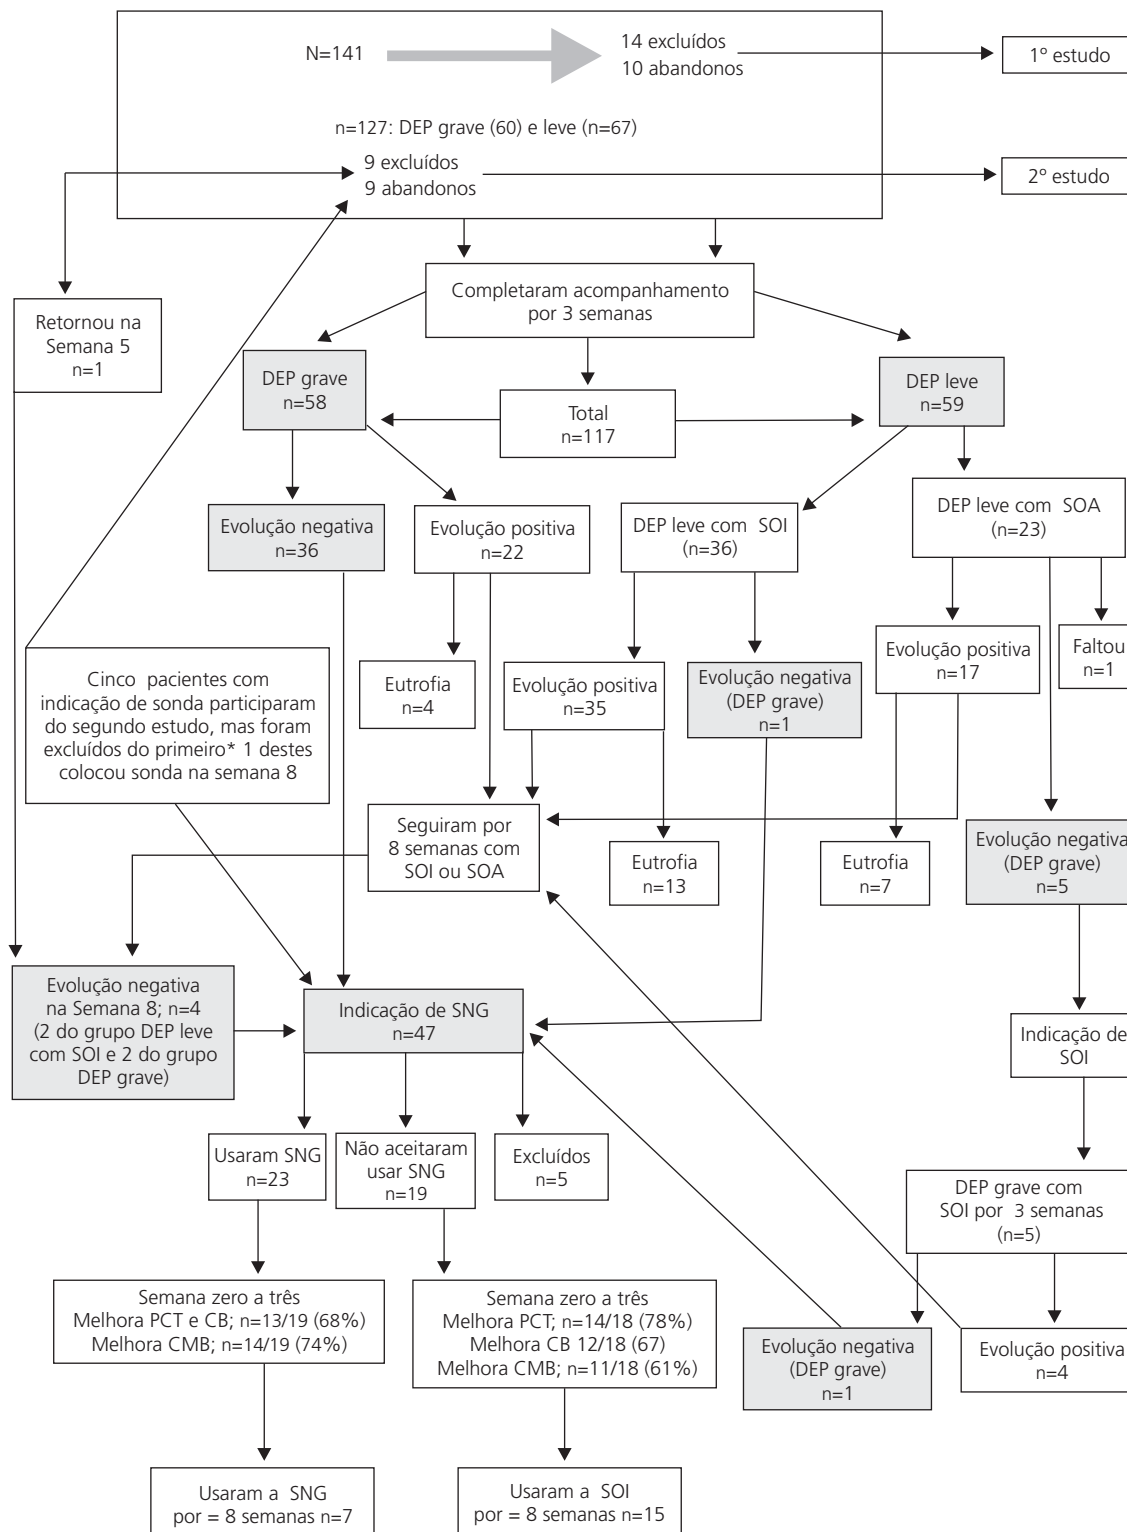 N=141
14 excluídos
10 abandonos
1º estudo
n=127: DEP grave (60) e leve (n=67)
9 excluídos
9 abandonos
2º estudo
Completaram acompanhamento
por 3 semanas
Retornou na
Semana 5
n=1
DEP grave
n=58
Total
n=117
DEP leve
n=59
Evolução negativa
n=36
Evolução positiva
n=22
DEP leve com SOI
(n=36)
DEP leve com SOA
(n=23)
Eutrofia
n=4
Evolução positiva
n=35
Evolução negativa
(DEP grave)
n=1
Evolução positiva
n=17
Faltou
n=1
Cinco pacientes com
indicação de sonda participaram
do segundo estudo, mas foram
excluídos do primeiro* 1 destes
colocou sonda na semana 8
Seguiram por
8 semanas com
SOI ou SOA
Eutrofia
n=13
Eutrofia
n=7
Evolução negativa
(DEP grave)
n=5
Evolução negativa
na Semana 8; n=4
(2 do grupo DEP leve
com SOI e 2 do grupo
DEP grave)
Indicação de SNG
n=47
Indicação de
SOI
Usaram SNG
n=23
Não aceitaram
usar SNG
n=19
Excluídos
n=5
DEP grave com
SOI por 3 semanas
(n=5)
Semana zero a três
Melhora PCT e CB; n=13/19 (68%)
Melhora CMB; n=14/19 (74%)
Semana zero a três
Melhora PCT; n=14/18 (78%)
Melhora CB 12/18 (67)
Melhora CMB; n=11/18 (61%)
Evolução negativa
(DEP grave)
n=1
Evolução positiva
n=4
Usaram a SNG
por = 8 semanas n=7
Usaram a SOI
por = 8 semanas n=15